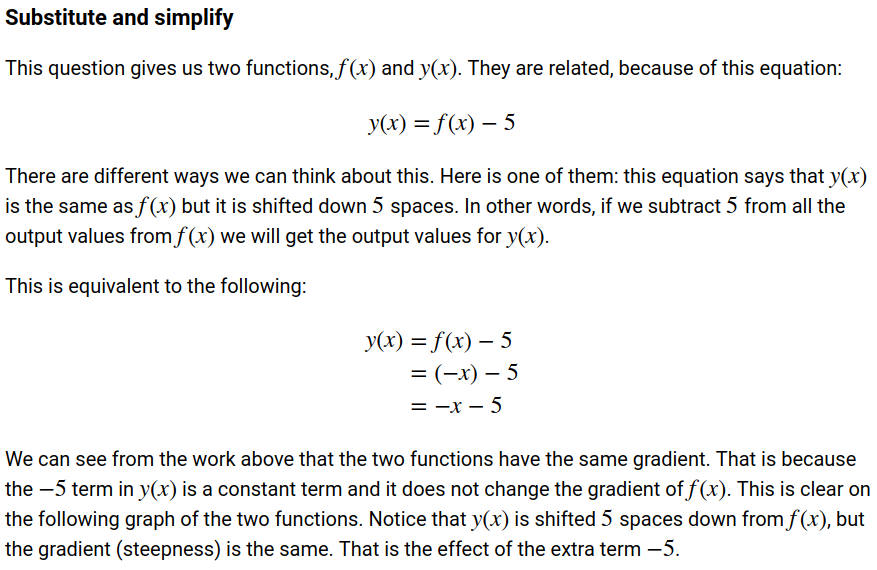 Substitute and simplify
This question gives us two functions, f(x) and y(x). They are related, because of this equation:
y(x) = f(x) − 5
There are different ways we can think about this. Here is one of them: this equation says that y(x)
is the same as f(x) but it is shifted down 5 spaces. In other words, if we subtract 5 from all the
output values from f(x) we will get the output values for y(x).
This is equivalent to the following:
y(x) = f(x) − 5
= (−x) − 5
= −x − 5
We can see from the work above that the two functions have the same gradient. That is because
the −5 term in y(x) is a constant term and it does not change the gradient of f(x). This is clear on
the following graph of the two functions. Notice that y(x) is shifted 5 spaces down from f(x), but
the gradient (steepness) is the same. That is the effect of the extra term −5.